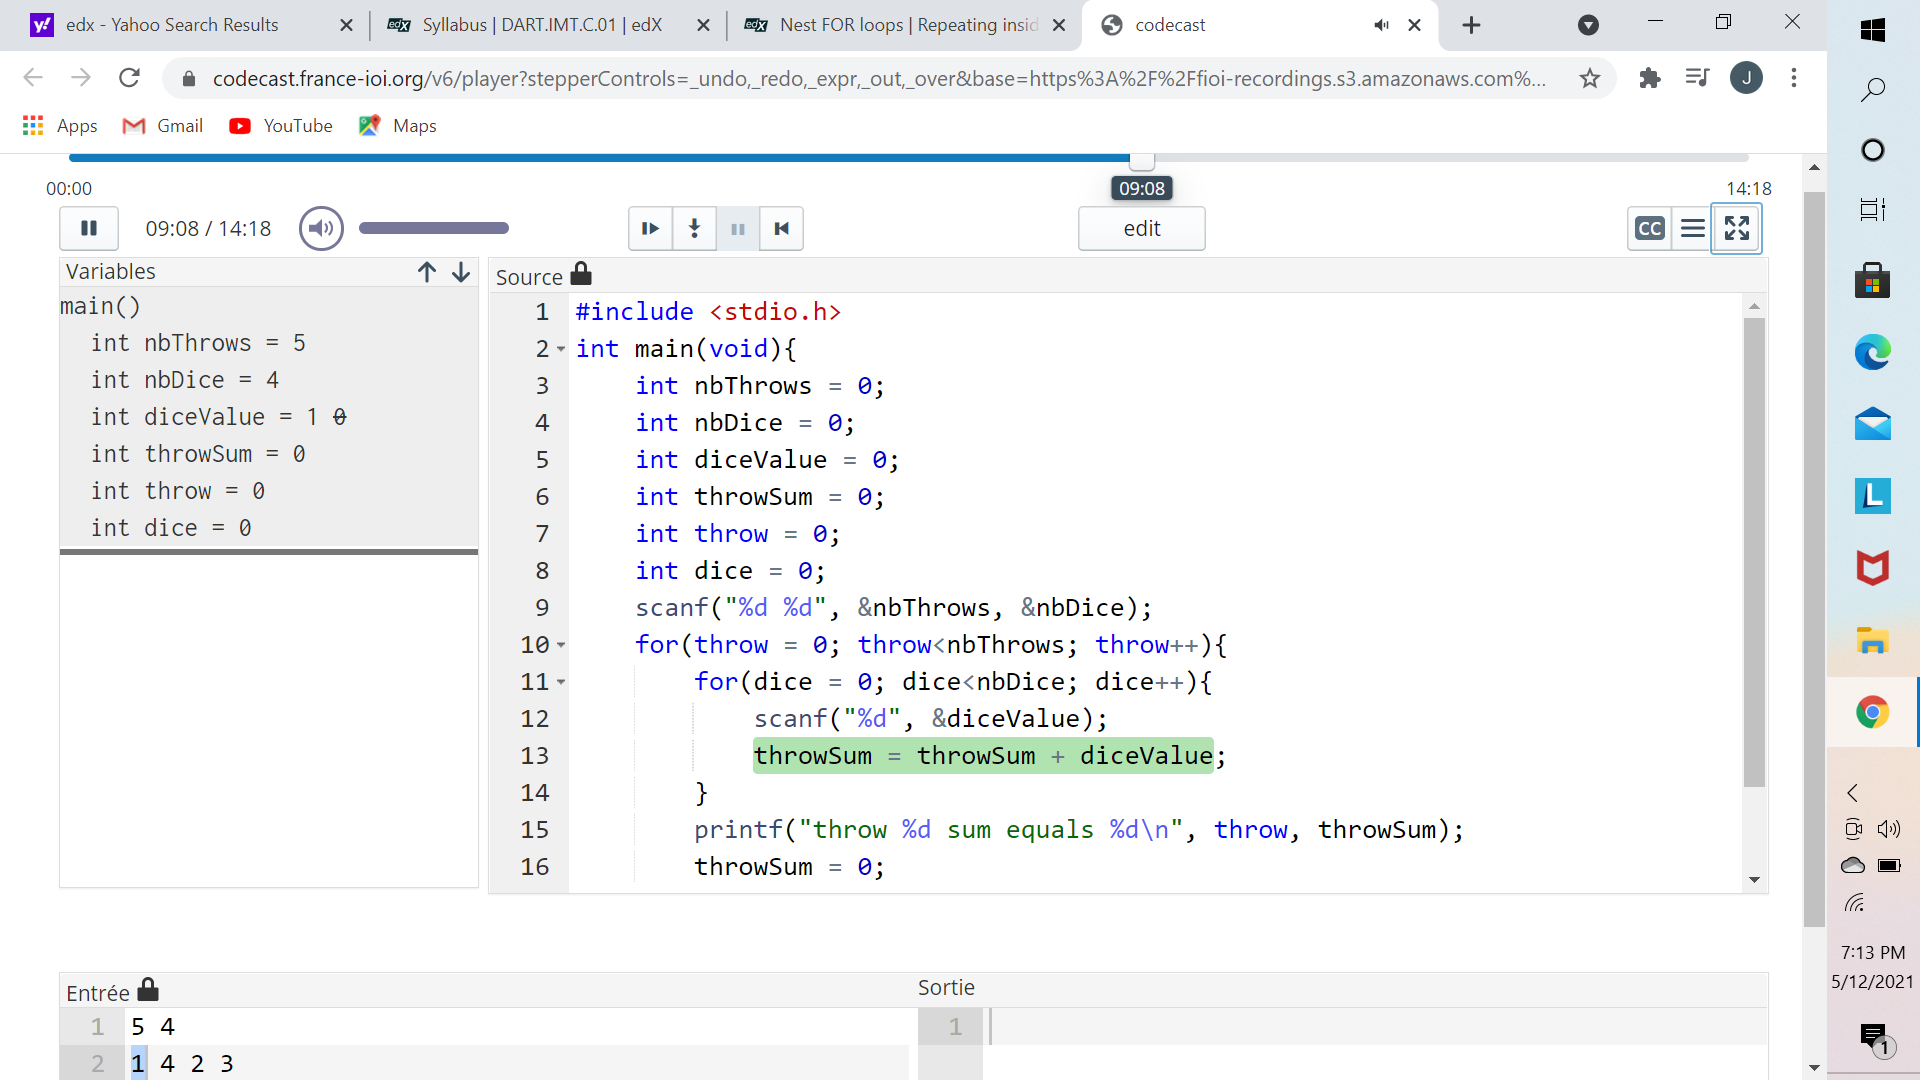 edx - Yahoo Search Results
Syllabus | DART.IMT.C.01 | edX
Nest FOR loops | Repeating insid
codecast
codecast.france-ioi.org/v6/player?stepperControls=_undo,_redo,_expr,_out,_over&base=https%3A%2F%2Ffioi-recordings.s3.amazonaws.com%...
J
Apps
Gmail
YouTube
Maps
00:00
09:08
14:18
09:08 / 14:18
edit
CC
Variables
main()
int nbThrows = 5
int nbDice = 4
int diceValue = 1 0
int throwSum = 0
int throw = 0
int dice = 0
Source
1 #include <stdio.h>
2 int main(void){
3 int nbThrows = 0;
4 int nbDice = 0;
5 int diceValue = 0;
6 int throwSum = 0;
7 int throw = 0;
8 int dice = 0;
9 scanf("%d %d", &nbThrows, &nbDice);
10 for(throw = 0; throw<nbThrows; throw++){
11 for(dice = 0; dice<nbDice; dice++){
12 scanf("%d", &diceValue);
13 throwSum = throwSum + diceValue;
14 }
15 printf("throw %d sum equals %d\n", throw, throwSum);
16 throwSum = 0;
Entrée
1 5 4
2 1 4 2 3
Sortie
1
L
7:13 PM
5/12/2021
1